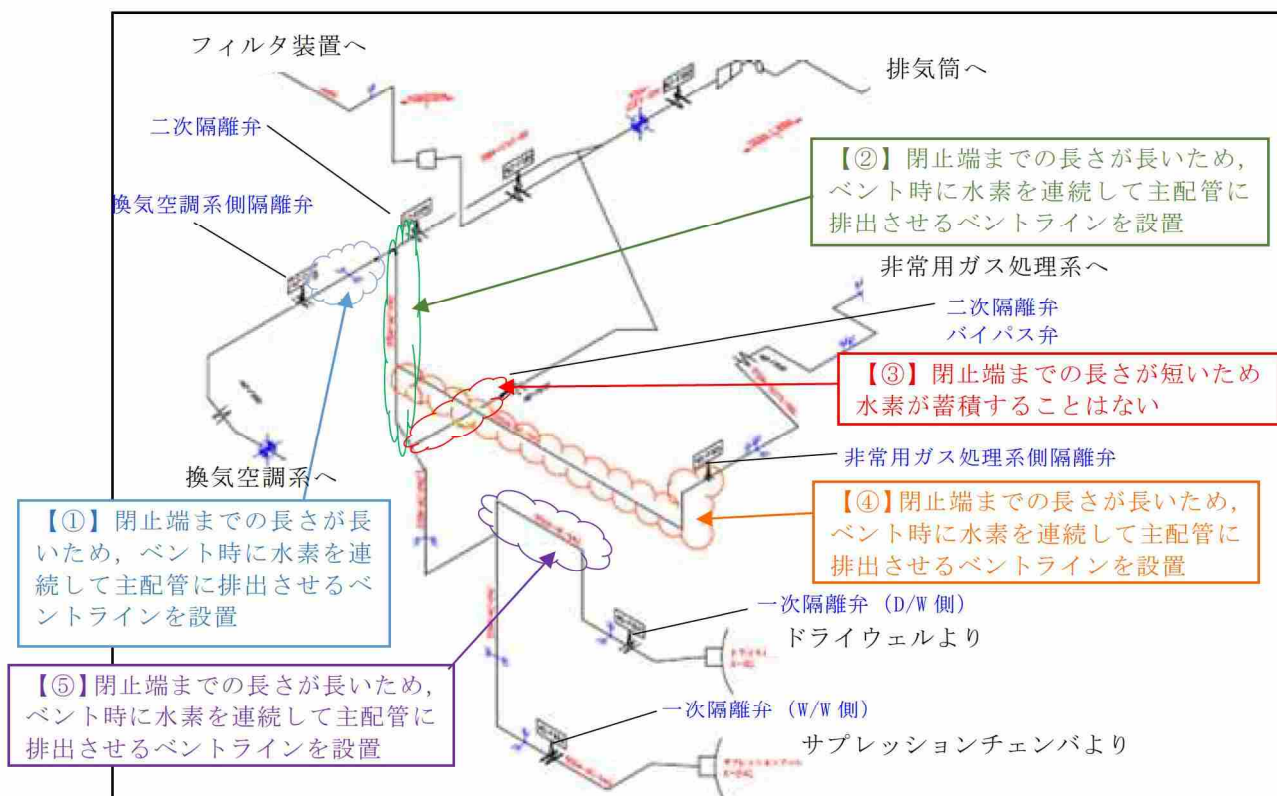 フィルタ装置へ
排気筒へ
二次隔離弁
換気空調系側隔離弁
【②】閉止端までの長さが長いため,
ベント時に水素を連続して主配管に
排出させるベントラインを設置
非常用ガス処理系へ
二次隔離弁
バイパス弁
【③】閉止端までの長さが短いため
水素が蓄積することはない
非常用ガス処理系側隔離弁
換気空調系へ
【①】閉止端までの長さが長
いため,ベント時に水素を連
続して主配管に排出させるベ
ントラインを設置
【④】閉止端までの長さが長いため,
ベント時に水素を連続して主配管に
排出させるベントラインを設置
一次隔離弁(D/W側)
ドライウェルより
【⑤】閉止端までの長さが長いため,
ベント時に水素を連続して主配管に
排出させるベントラインを設置
一次隔離弁(W/W側)
サプレッションチェンバより